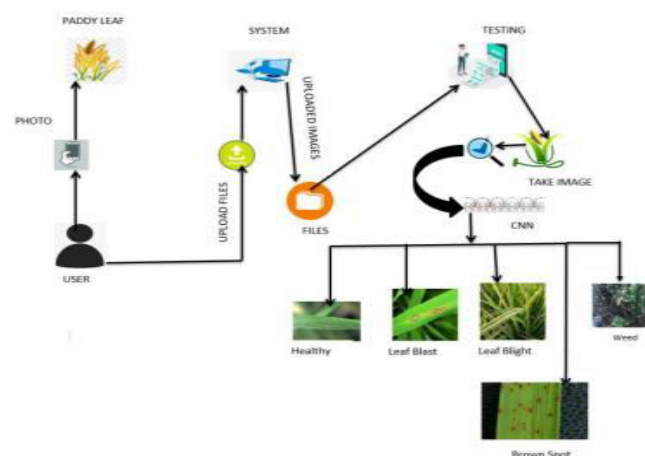 PADDY LEAF
SYSTEM
TESTING
PHOTO
UPLOADED IMAGES
UPLOAD FILES
TAKE IMAGE
FILES
CNN
USER
Healthy
Leaf Blast
Leaf Blight
Weed
Brown Spot